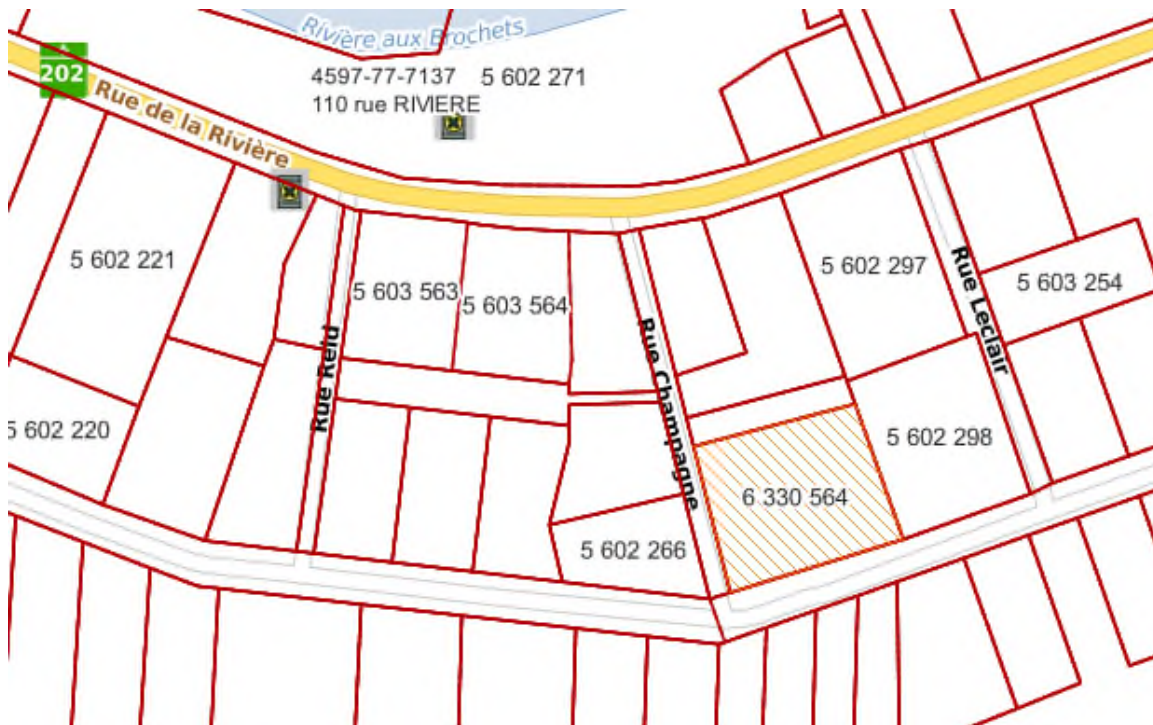 Rivière aux Brochets
202
4597-77-7137
5 602 271
110 rue RIVIERE
Rue de la Rivière
5 602 221
5 603 563
5 603 564
5 602 297
Rue Leclair
5 603 254
Rue Reid
Rue Champagne
5 602 220
5 602 298
6 330 564
5 602 266